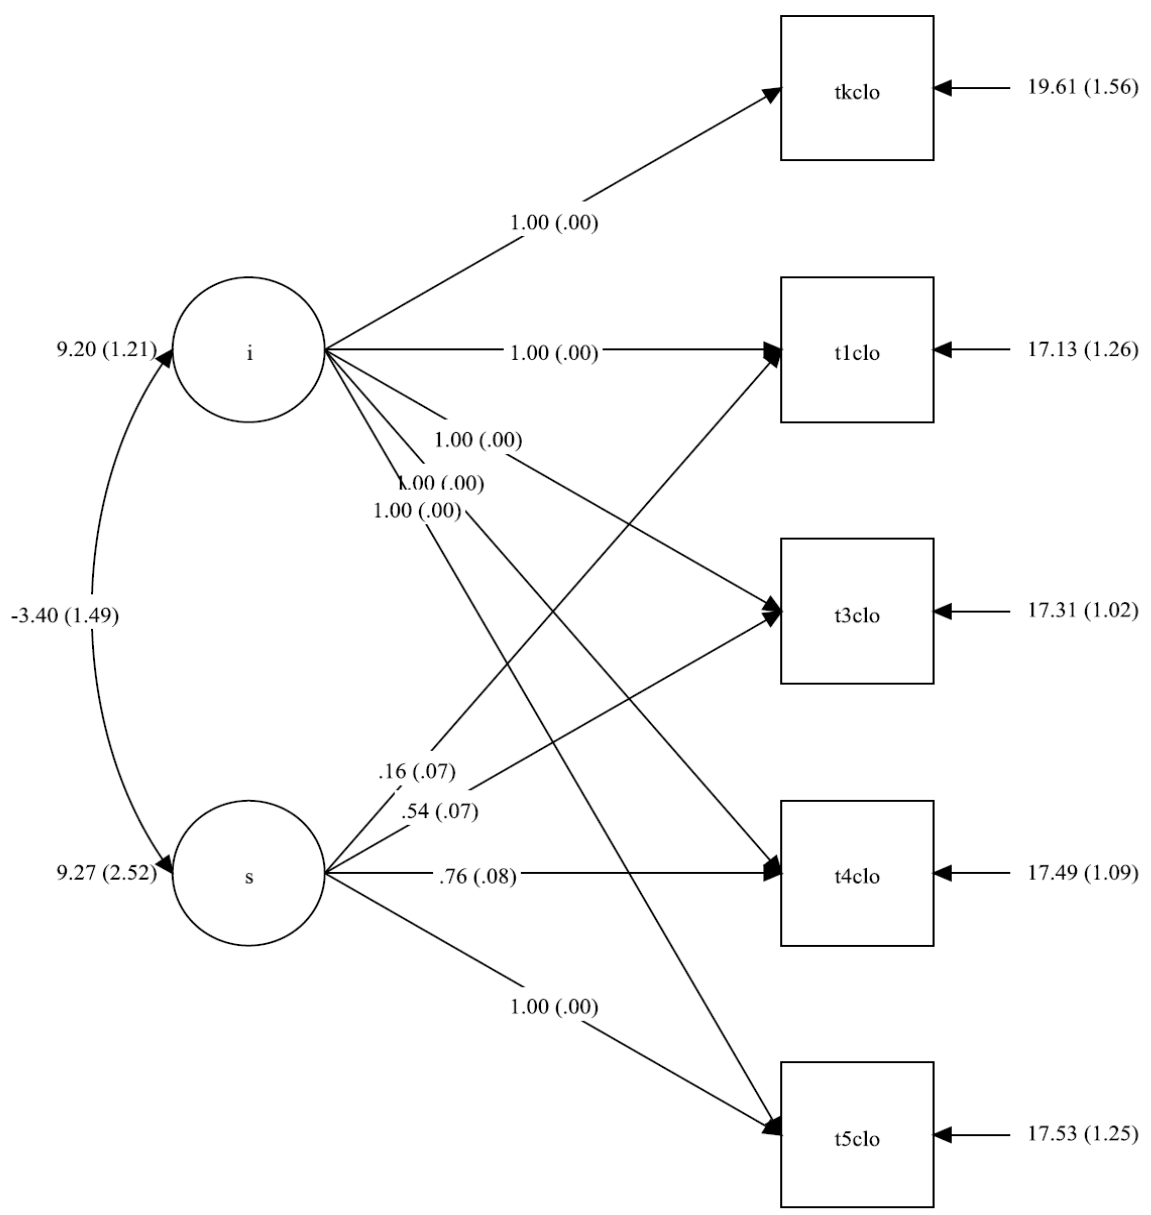 tkclo
19.61 (1.56)
1.00 (.00)
9.20 (1.21)
i
1.00 (.00)
t1clo
17.13 (1.26)
1.00 (.00)
1.00 (.00)
1.00 (.00)
-3.40 (1.49)
t3clo
17.31 (1.02)
.16 (.07)
.54 (.07)
9.27 (2.52)
s
.76 (.08)
t4clo
17.49 (1.09)
1.00 (.00)
t5clo
17.53 (1.25)